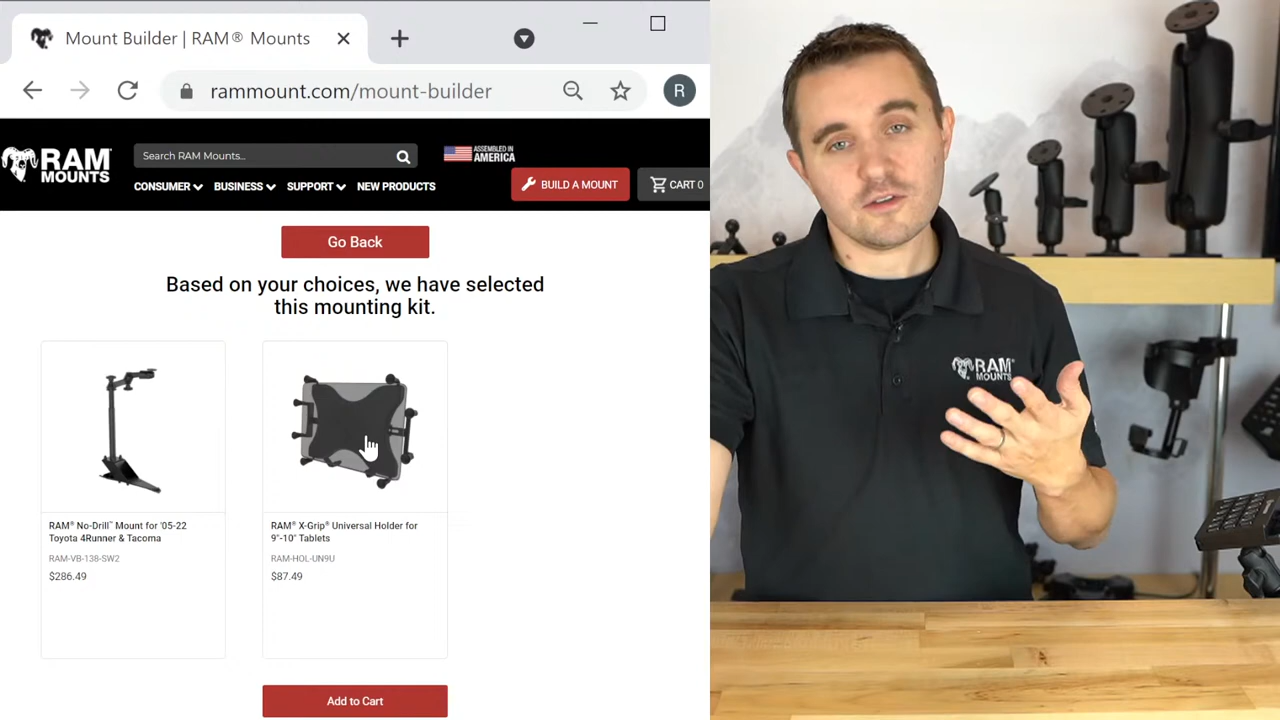 Mount Builder | RAM® Mounts
rammount.com/mount-builder
R
RAM MOUNTS
Search RAM Mounts...
ASSEMBLED IN AMERICA
CONSUMER
BUSINESS
SUPPORT
NEW PRODUCTS
BUILD A MOUNT
CART 0
Go Back
Based on your choices, we have selected
this mounting kit.
RAM® No-Drill™ Mount for '05-22
Toyota 4Runner & Tacoma
RAM-VB-138-SW2
$286.49
RAM® X-Grip® Universal Holder for
9"-10" Tablets
RAM-HOL-UN9U
$87.49
Add to Cart
RAM®
MOUNTS